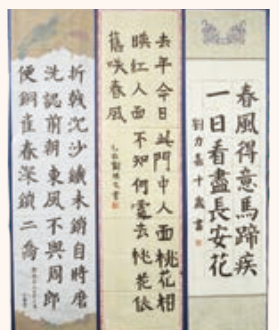 春風得意馬蹄疾
一日看盡長安花
劉力嘉十歲書
去年今日此門中人面桃花相
暎紅人面不知何處去桃花依
舊咲春風
折戟沉沙鐵未銷自將磨
洗認前朝東風不與周郎
便銅雀春深鎖二喬